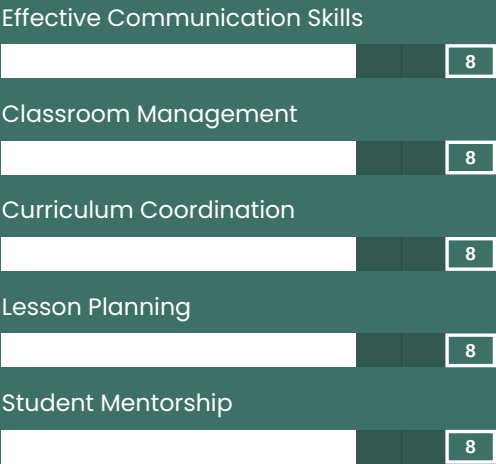 Effective Communication Skills
8
Classroom Management
8
Curriculum Coordination
8
Lesson Planning
8
Student Mentorship
8